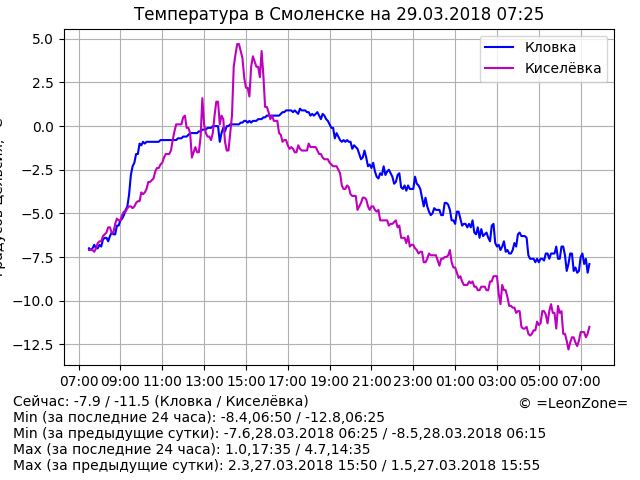 Температура в Смоленске на 29.03.2018 07:25
Кловка
Киселёвка
5.0
2.5
0.0
−2.5
−5.0
−7.5
−10.0
−12.5
07:00 09:00 11:00 13:00 15:00 17:00 19:00 21:00 23:00 01:00 03:00 05:00 07:00
Сейчас: -7.9 / -11.5 (Кловка / Киселёвка)
© =LeonZone=
Min (за последние 24 часа): -8.4,06:50 / -12.8,06:25
Min (за предыдущие сутки): -7.6,28.03.2018 06:25 / -8.5,28.03.2018 06:15
Max (за последние 24 часа): 1.0,17:35 / 4.7,14:35
Max (за предыдущие сутки): 2.3,27.03.2018 15:50 / 1.5,27.03.2018 15:55